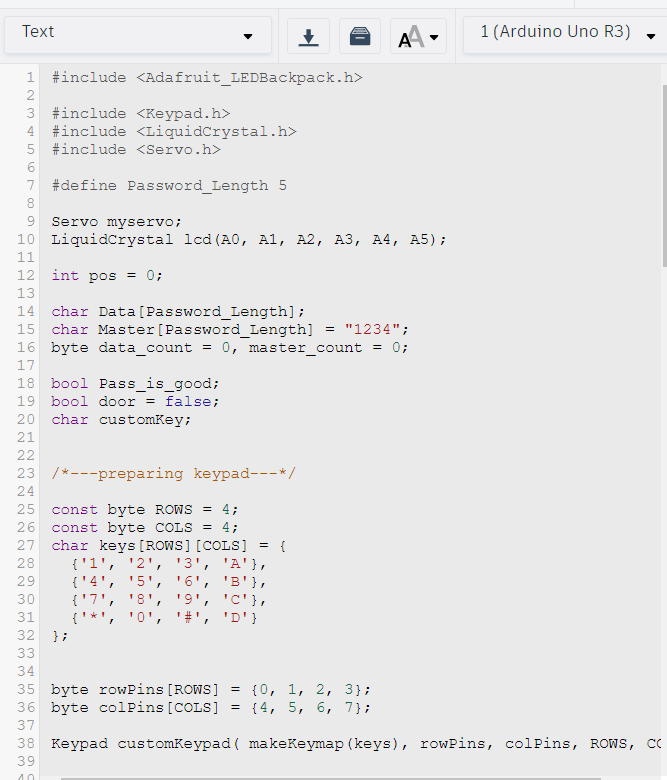 Text
1 (Arduino Uno R3)
1 #include <Adafruit_LEDBackpack.h>
2
3 #include <Keypad.h>
4 #include <LiquidCrystal.h>
5 #include <Servo.h>
6
7 #define Password_Length 5
8
9 Servo myservo;
10 LiquidCrystal lcd(A0, A1, A2, A3, A4, A5);
11
12 int pos = 0;
13
14 char Data[Password_Length];
15 char Master[Password_Length] = "1234";
16 byte data_count = 0, master_count = 0;
17
18 bool Pass_is_good;
19 bool door = false;
20 char customKey;
21
22
23 /*---preparing keypad---*/
24
25 const byte ROWS = 4;
26 const byte COLS = 4;
27 char keys[ROWS][COLS] = {
28   {'1', '2', '3', 'A'},
29   {'4', '5', '6', 'B'},
30   {'7', '8', '9', 'C'},
31   {'*', '0', '#', 'D'}
32 };
33
34
35 byte rowPins[ROWS] = {0, 1, 2, 3};
36 byte colPins[COLS] = {4, 5, 6, 7};
37
38 Keypad customKeypad( makeKeymap(keys), rowPins, colPins, ROWS, CO
39
40